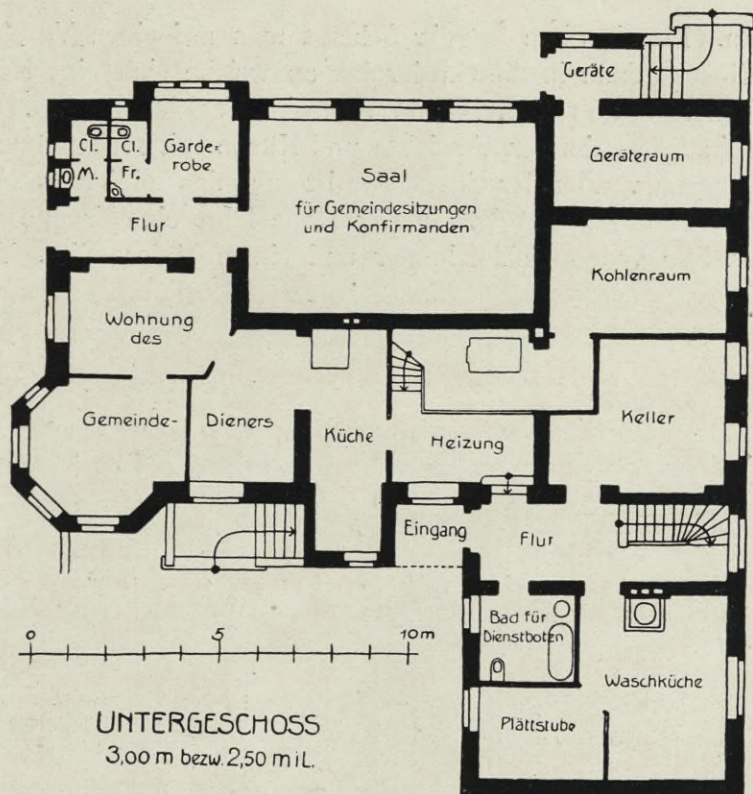 Geräte
Cl.
Cl.
Garde-
robe
M.
Fr.
Flur
Saal
für Gemeindesitzungen
und Konfirmanden
Geräteraum
Kohlenraum
Wohnung
des
Gemeinde-
Dieners
Küche
Heizung
Keller
Eingang
Flur
Bad für
Dienstboten
Waschküche
Plättstube
0 5 10 m
UNTERGESCHOSS
3,00 m bezw. 2,50 m i L.